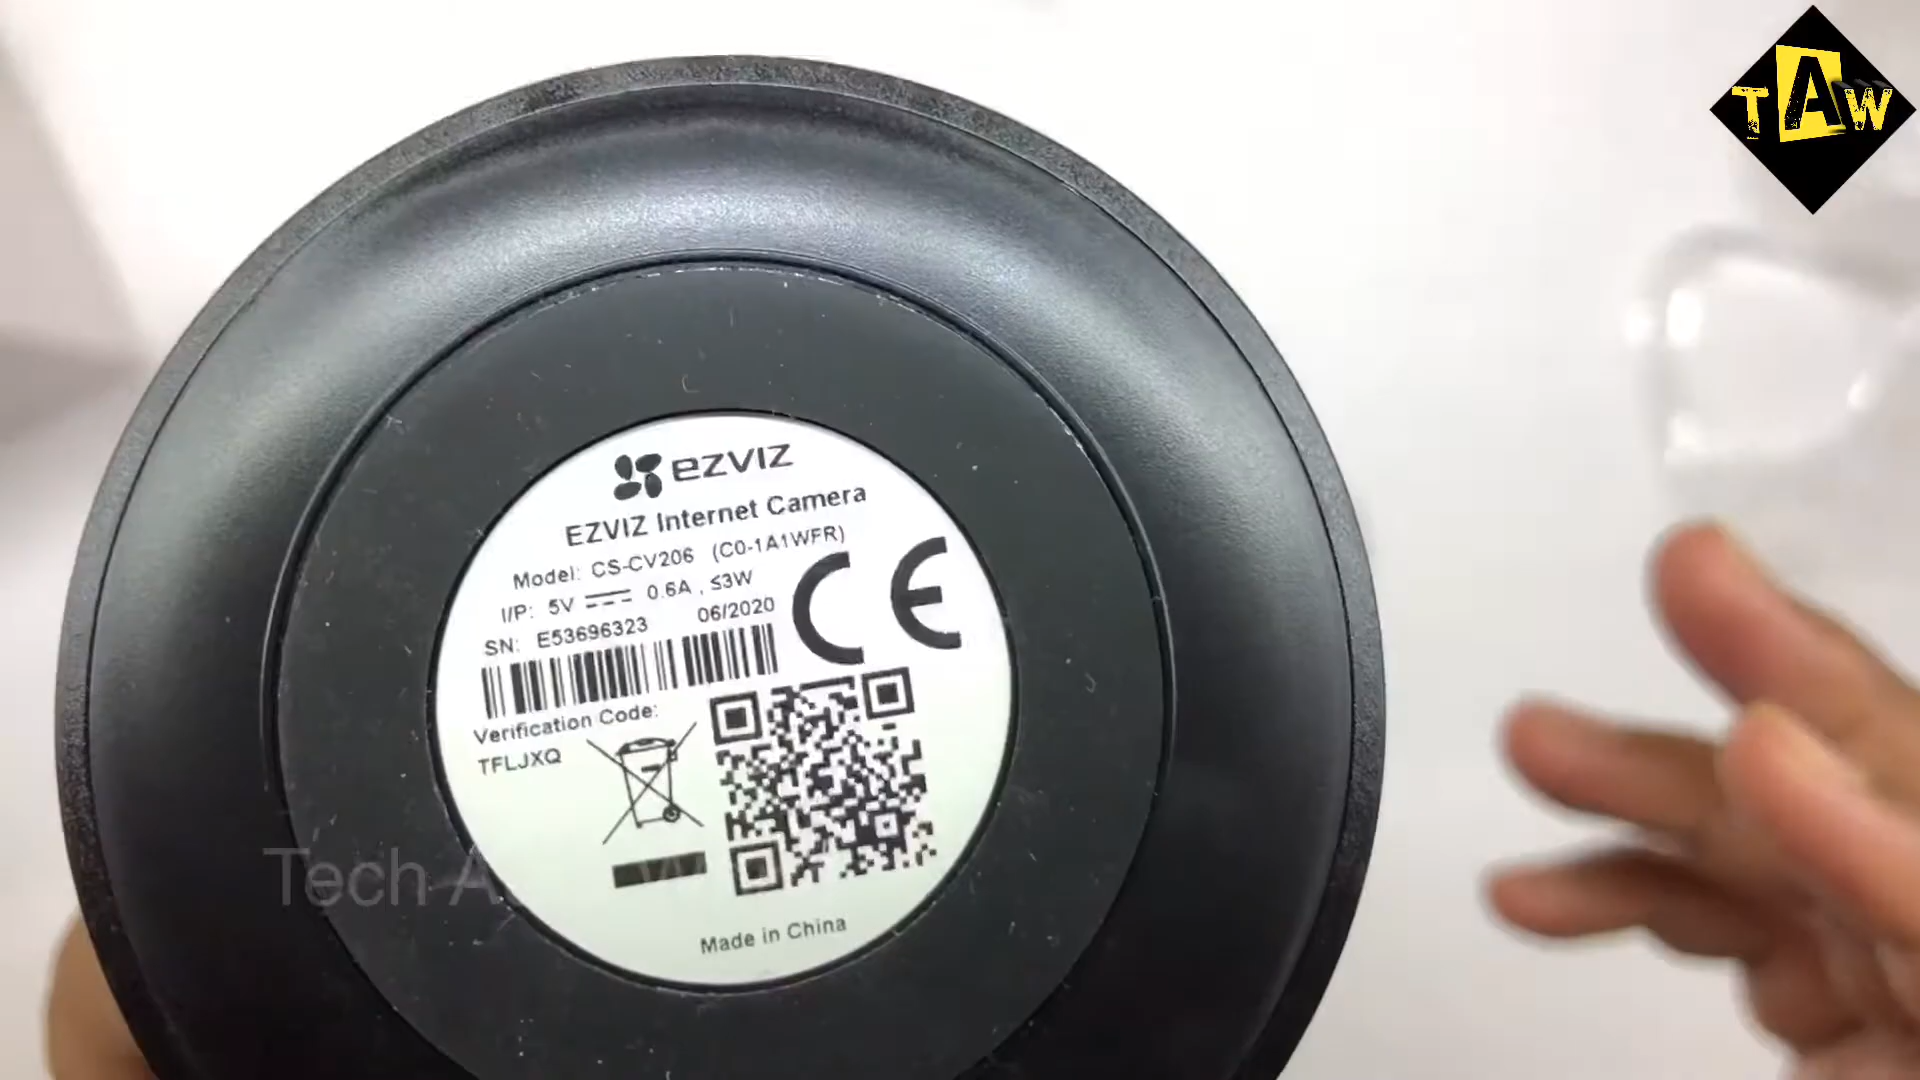 TAW
ezviz
EZVIZ Internet Camera
Model: CS-CV206 (C0-1A1WFR)
I/P: 5V ⎓ 0.6A , ≤3W
SN: E53696323 06/2020
CE
Verification Code:
TFLJXQ
Tech A
Made in China